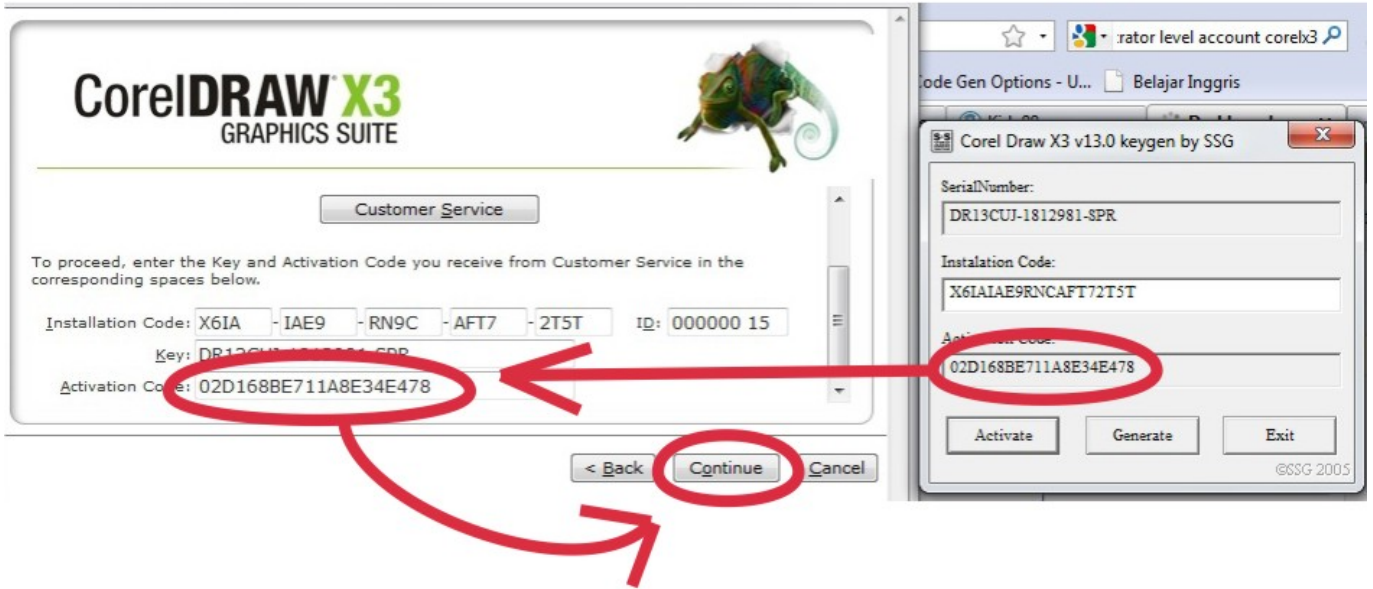 CorelDRAW X3
GRAPHICS SUITE
Customer Service
To proceed, enter the Key and Activation Code you receive from Customer Service in the
corresponding spaces below.
Installation Code: X6IA - IAE9 - RN9C - AFT7 - 2T5T ID: 000000 15
Key:
Activation Code: 02D168BE711A8E34E478
< Back Continue Cancel
rator level account corelx3
Code Gen Options - U... Belajar Inggris
Corel Draw X3 v13.0 keygen by SSG
SerialNumber:
DR13CUJ-1812981-SPR
Instalation Code:
X6IAIAE9RNCAFT72T5T
Activation Code:
02D168BE711A8E34E478
Activate Generate Exit
©SSG 2005